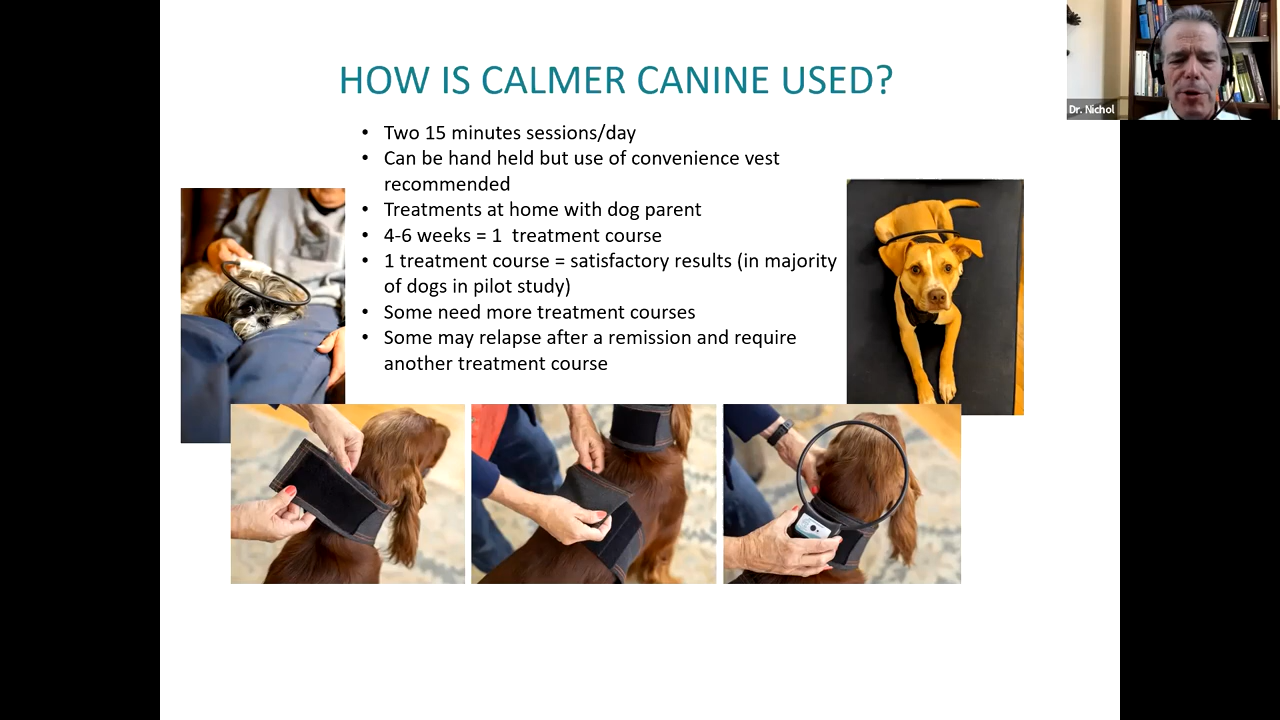 HOW IS CALMER CANINE USED?
Dr. Nichol
• Two 15 minutes sessions/day
• Can be hand held but use of convenience vest
recommended
• Treatments at home with dog parent
• 4-6 weeks = 1 treatment course
• 1 treatment course = satisfactory results (in majority
of dogs in pilot study)
• Some need more treatment courses
• Some may relapse after a remission and require
another treatment course